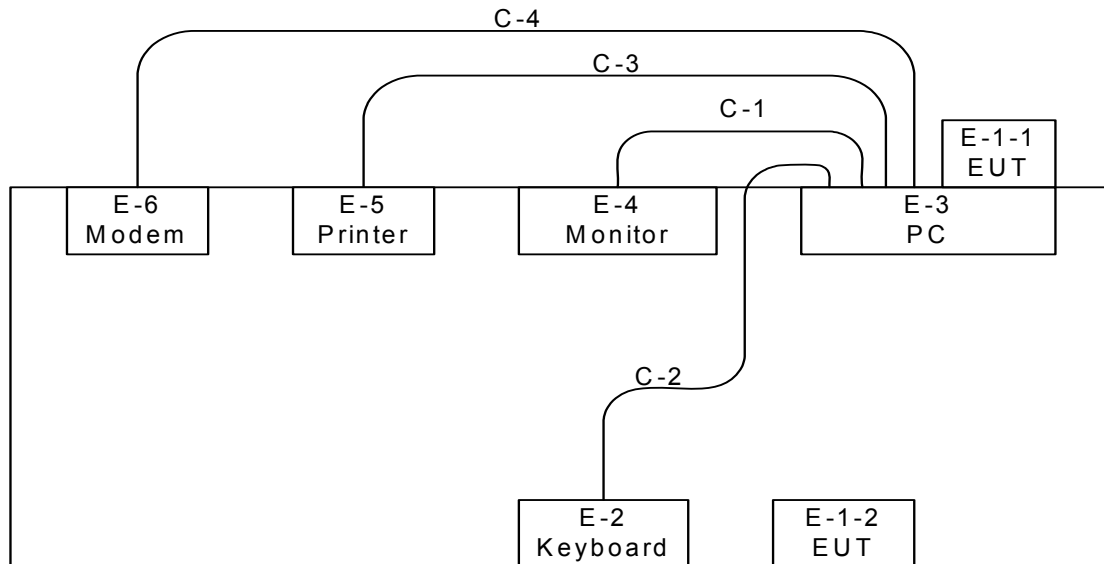 C-4
C-3
C-1
E-1-1
EUT
E-6
Modem
E-5
Printer
E-4
Monitor
E-3
PC
C-2
E-2
Keyboard
E-1-2
EUT